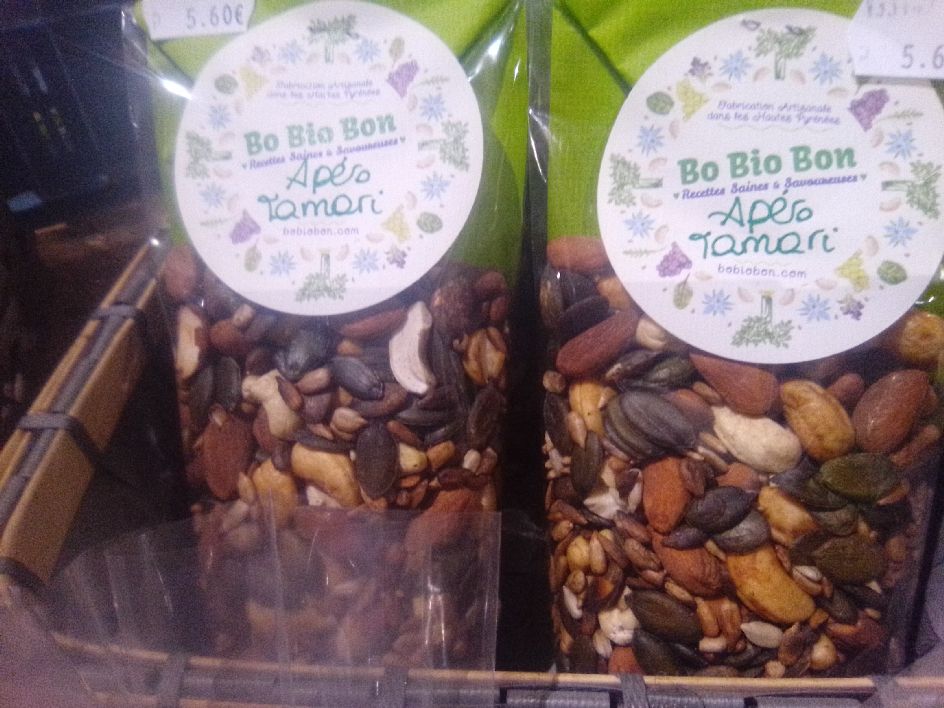 5.60€
Fabrication Artisanale
dans les Hautes Pyrénées
Bo Bio Bon
Recettes Saines & Savoureuses
Apéro
Tamari
bobiobon.com
5.6
Fabrication Artisanale
dans les Hautes Pyrénées
Bo Bio Bon
Recettes Saines & Savoureuses
Apéro
Tamari
bobiobon.com